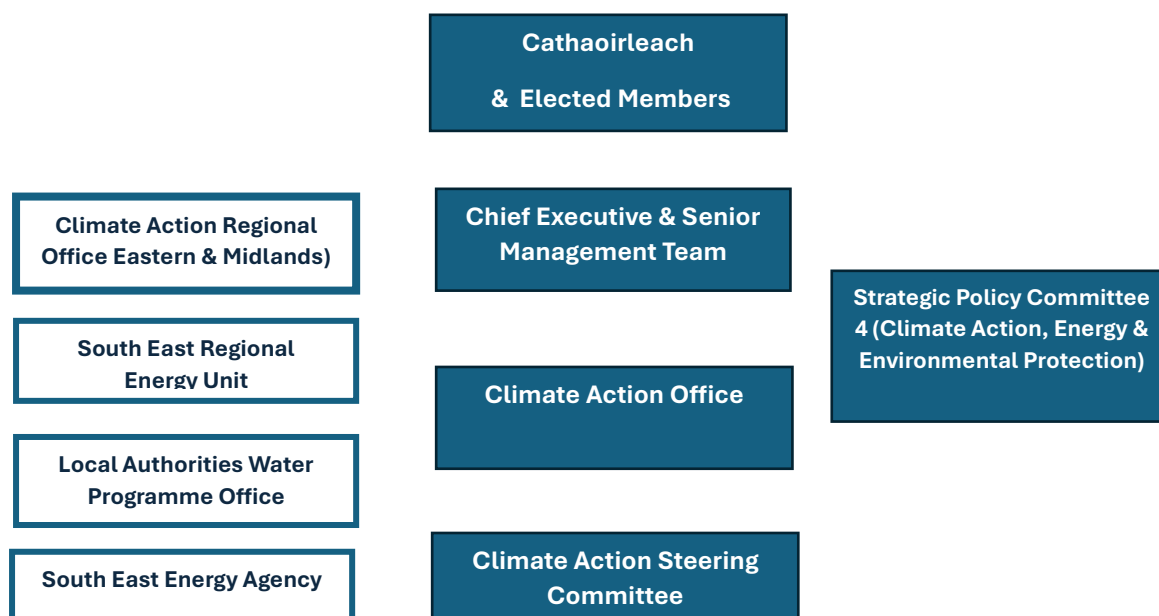 Cathaoirleach
& Elected Members
Climate Action Regional
Office Eastern & Midlands)
Chief Executive & Senior
Management Team
Strategic Policy Committee
4 (Climate Action, Energy &
Environmental Protection)
South East Regional
Energy Unit
Climate Action Office
Local Authorities Water
Programme Office
South East Energy Agency
Climate Action Steering
Committee